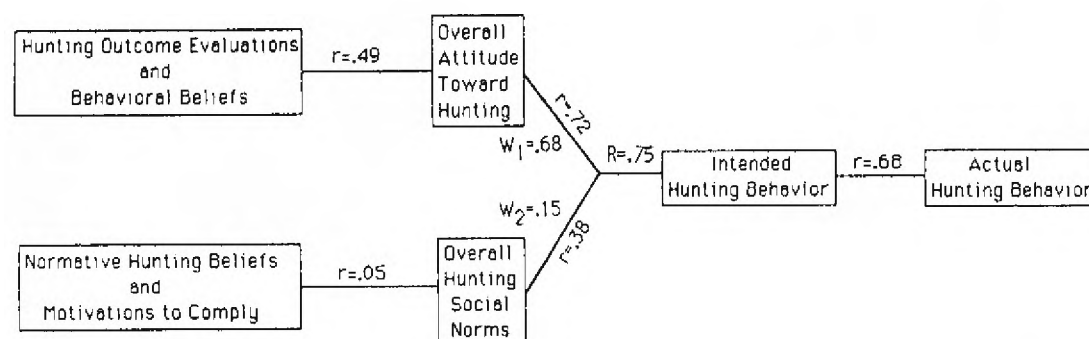 Hunting Outcome Evaluations
and
Behavioral Beliefs
r=.49
Overall
Attitude
Toward
Hunting
r=.72
W1=.68
R=.75
Intended
Hunting Behavior
r=.68
Actual
Hunting Behavior
W2=.15
r=.38
Normative Hunting Beliefs
and
Motivations to Comply
r=.05
Overall
Hunting
Social
Norms